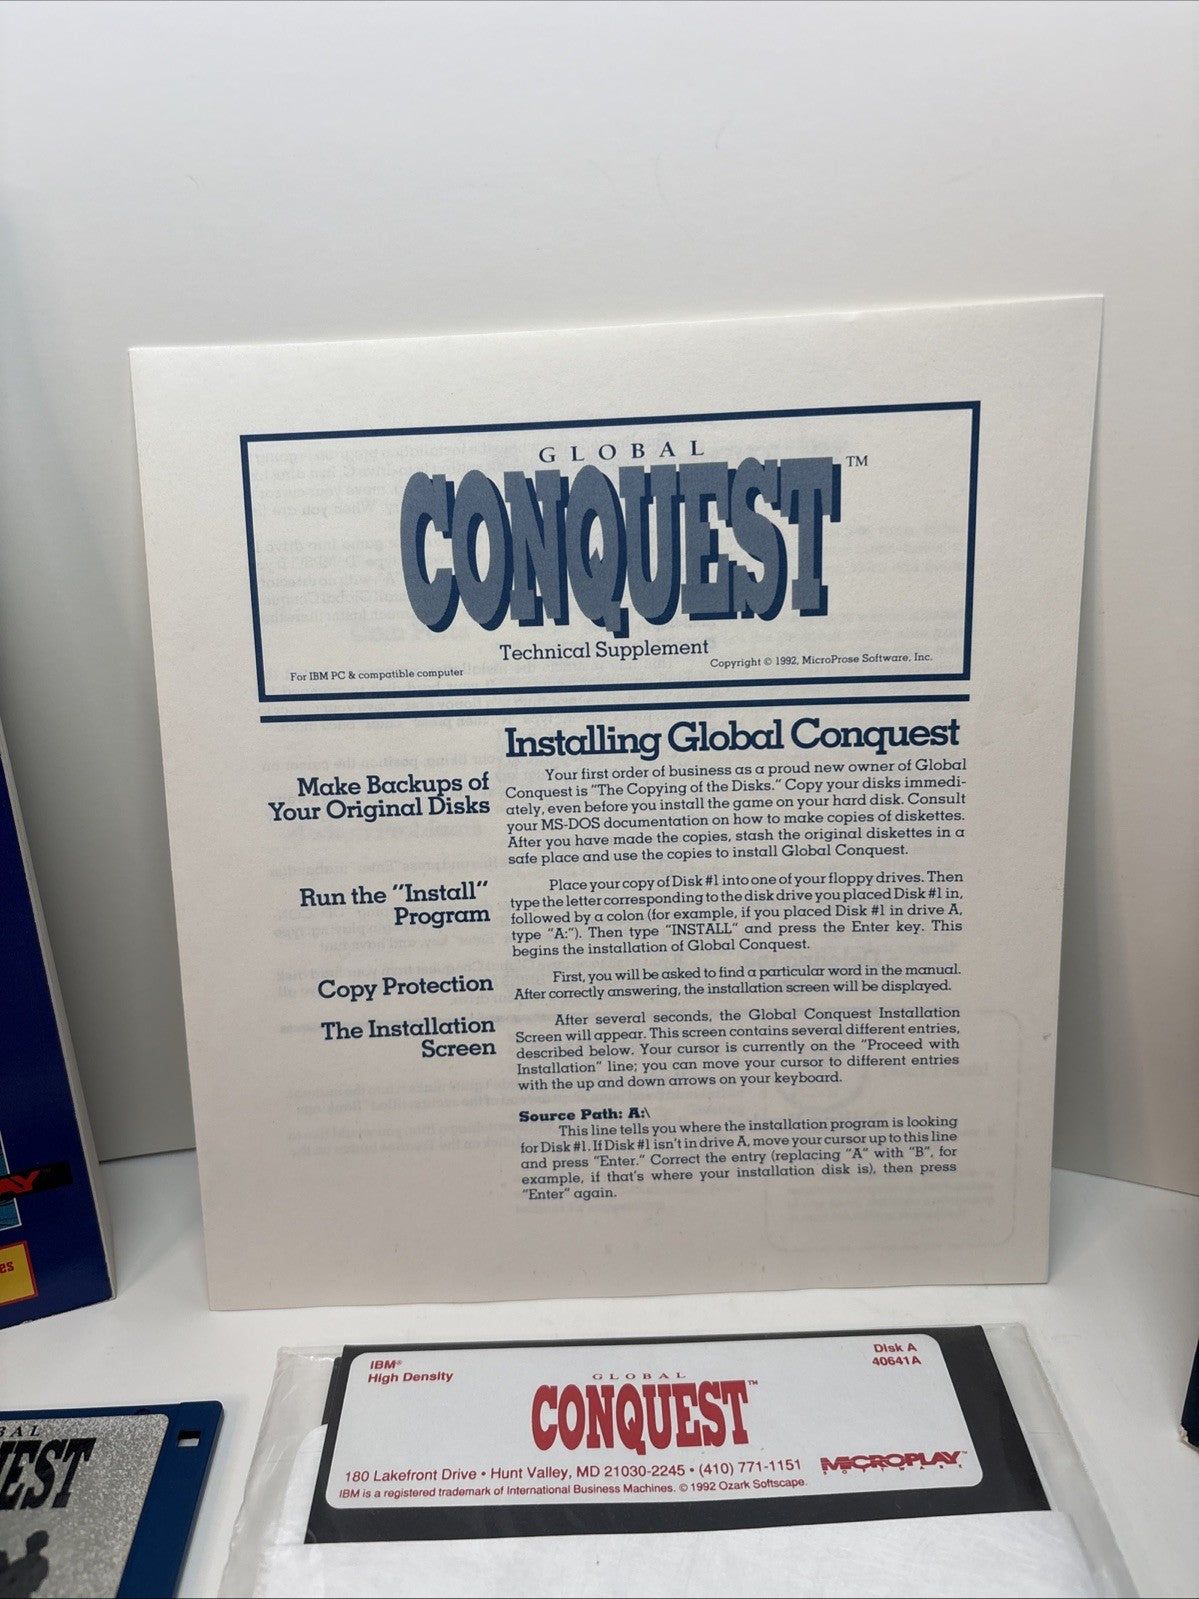 GLOBAL
CONQUEST™
Technical Supplement
For IBM PC & compatible computer
Copyright © 1992, MicroProse Software, Inc.
Installing Global Conquest
Make Backups of
Your Original Disks
Your first order of business as a proud new owner of Global
Conquest is "The Copying of the Disks." Copy your disks immedi-
ately, even before you install the game on your hard disk. Consult
your MS-DOS documentation on how to make copies of diskettes.
After you have made the copies, stash the original diskettes in a
safe place and use the copies to install Global Conquest.
Run the "Install"
Program
Place your copy of Disk #1 into one of your floppy drives. Then
type the letter corresponding to the disk drive you placed Disk #1 in,
followed by a colon (for example, if you placed Disk #1 in drive A,
type "A:"). Then type "INSTALL" and press the Enter key. This
begins the installation of Global Conquest.
Copy Protection
First, you will be asked to find a particular word in the manual.
After correctly answering, the installation screen will be displayed.
The Installation
Screen
After several seconds, the Global Conquest Installation
Screen will appear. This screen contains several different entries,
described below. Your cursor is currently on the "Proceed with
Installation" line; you can move your cursor to different entries
with the up and down arrows on your keyboard.
Source Path: A:\
This line tells you where the installation program is looking
for Disk #1. If Disk #1 isn't in drive A, move your cursor up to this line
and press "Enter." Correct the entry (replacing "A" with "B", for
example, if that's where your installation disk is), then press
"Enter" again.
IBM®
High Density
Disk A
40641A
GLOBAL
CONQUEST™
180 Lakefront Drive • Hunt Valley, MD 21030-2245 • (410) 771-1151
MICROPLAY™
SOFTWARE
IBM is a registered trademark of International Business Machines. © 1992 Ozark Softscape.